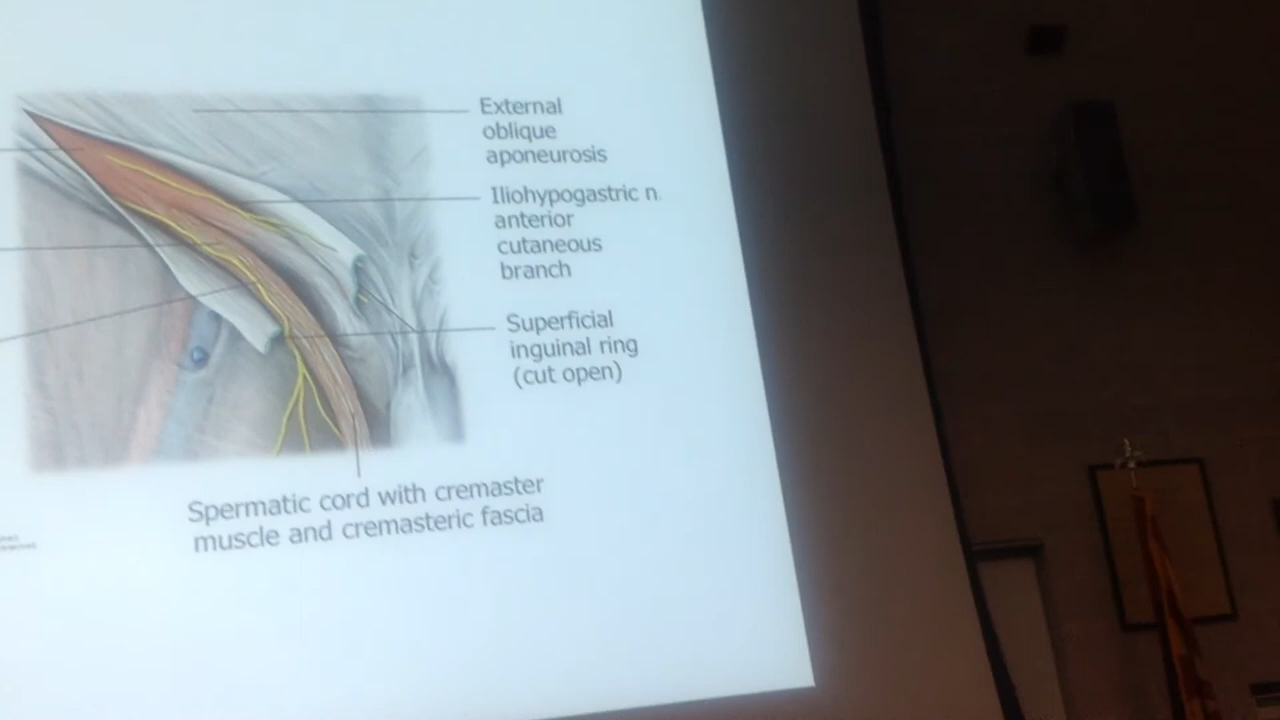 External
oblique
aponeurosis
Iliohypogastric n.
anterior
cutaneous
branch
Superficial
inguinal ring
(cut open)
Spermatic cord with cremaster
muscle and cremasteric fascia